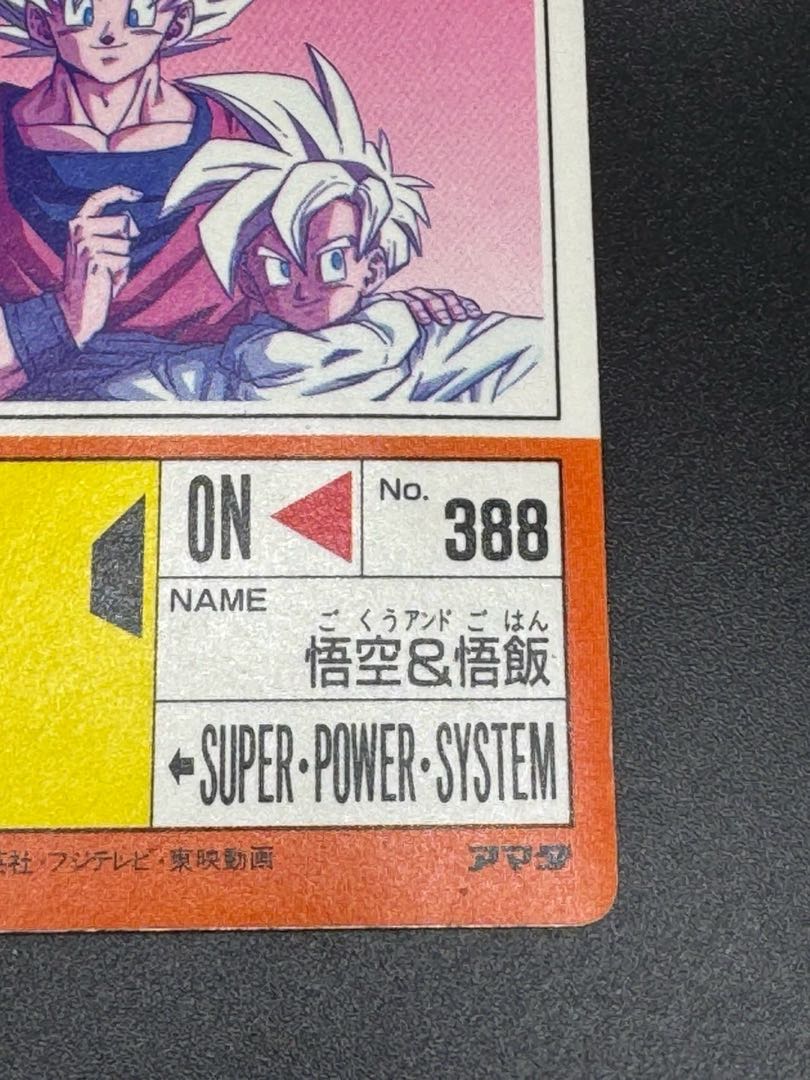 ON
No.
388
NAME
ごくうアンドごはん
悟空&悟飯
SUPER・POWER・SYSTEM
社・フジテレビ・東映動画
アマダ